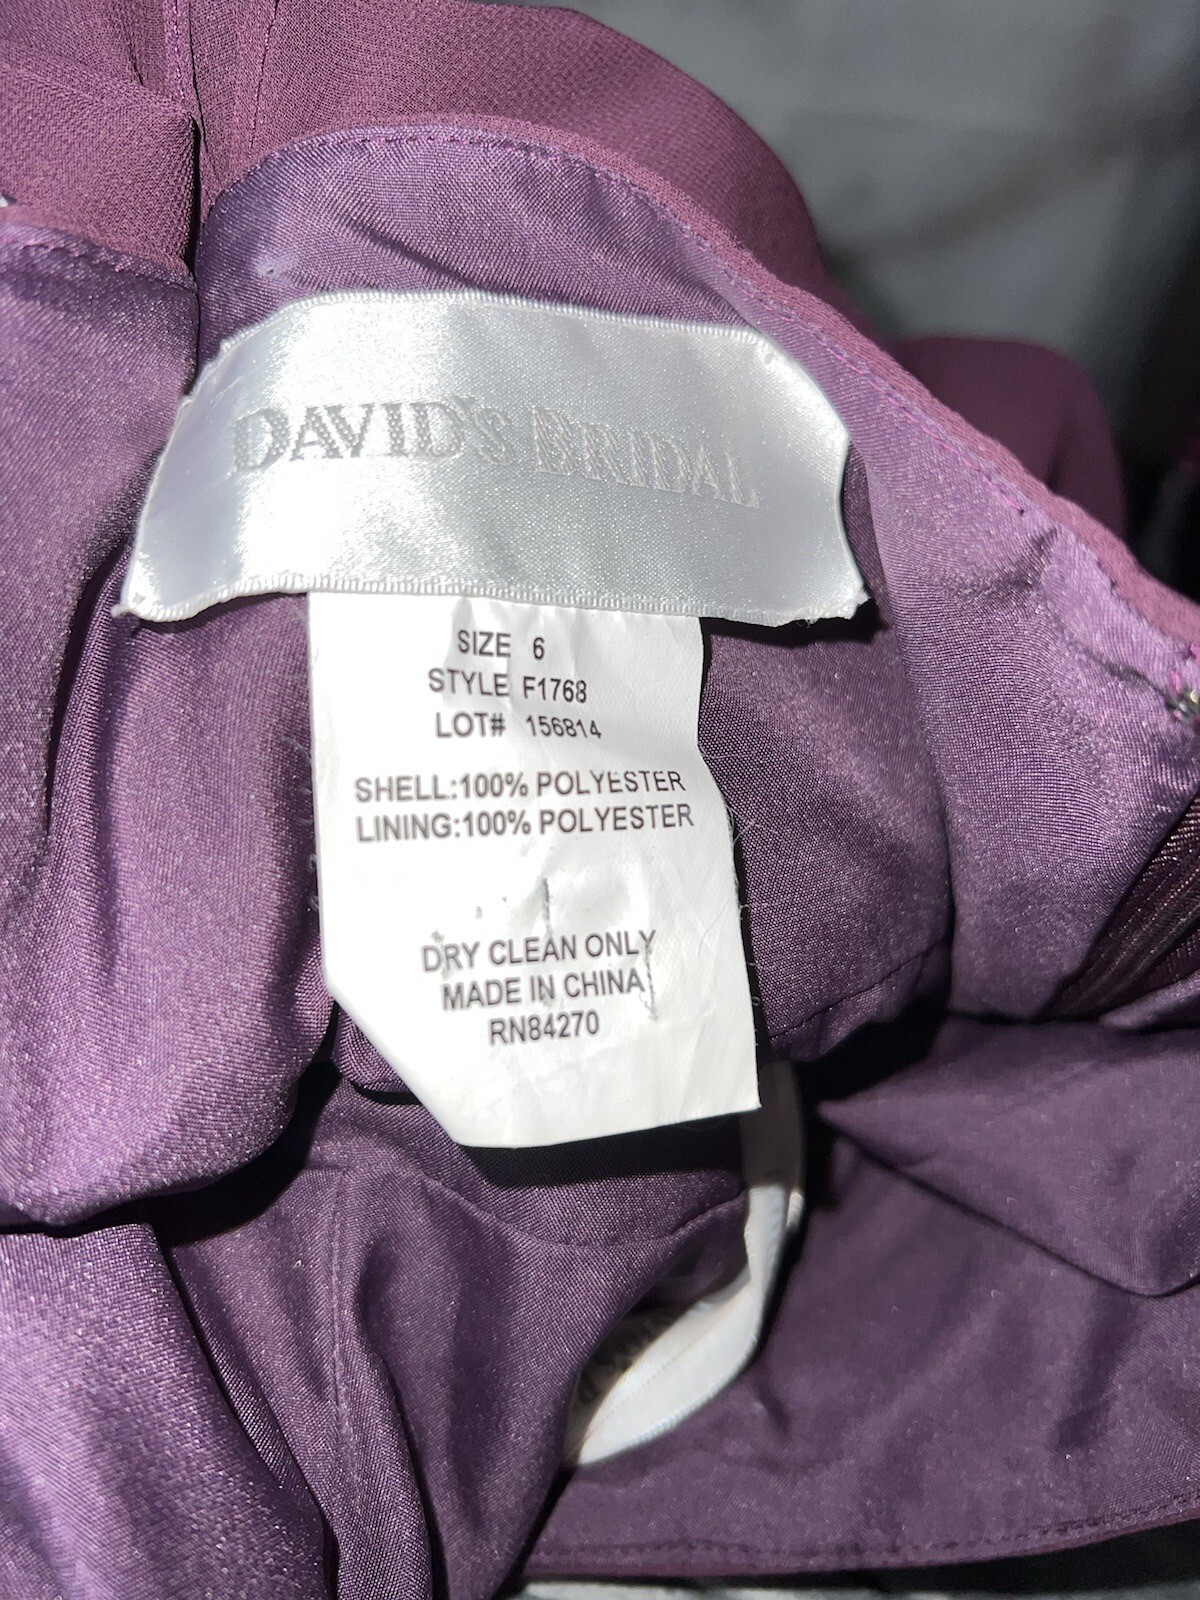 DAVID'S BRIDAL
SIZE 6
STYLE F1768
LOT# 156814
SHELL:100% POLYESTER
LINING:100% POLYESTER
DRY CLEAN ONLY
MADE IN CHINA
RN84270